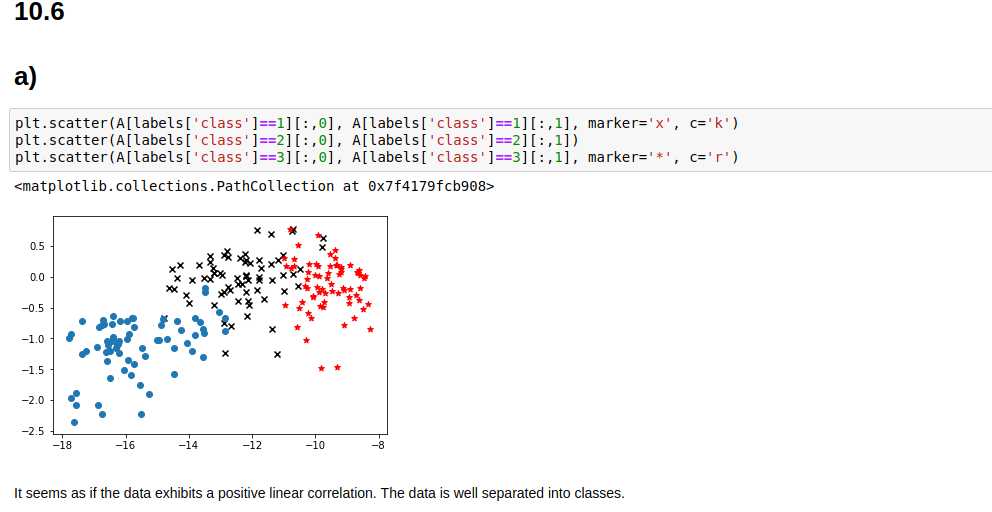 10.6
a)
plt.scatter(A[labels['class']==1][:,0], A[labels['class']==1][:,1], marker='x', c='k')
plt.scatter(A[labels['class']==2][:,0], A[labels['class']==2][:,1])
plt.scatter(A[labels['class']==3][:,0], A[labels['class']==3][:,1], marker='*', c='r')
<matplotlib.collections.PathCollection at 0x7f4179fcb908>
0.5
0.0
−0.5
−1.0
−1.5
−2.0
−2.5
−18 −16 −14 −12 −10 −8
It seems as if the data exhibits a positive linear correlation. The data is well separated into classes.